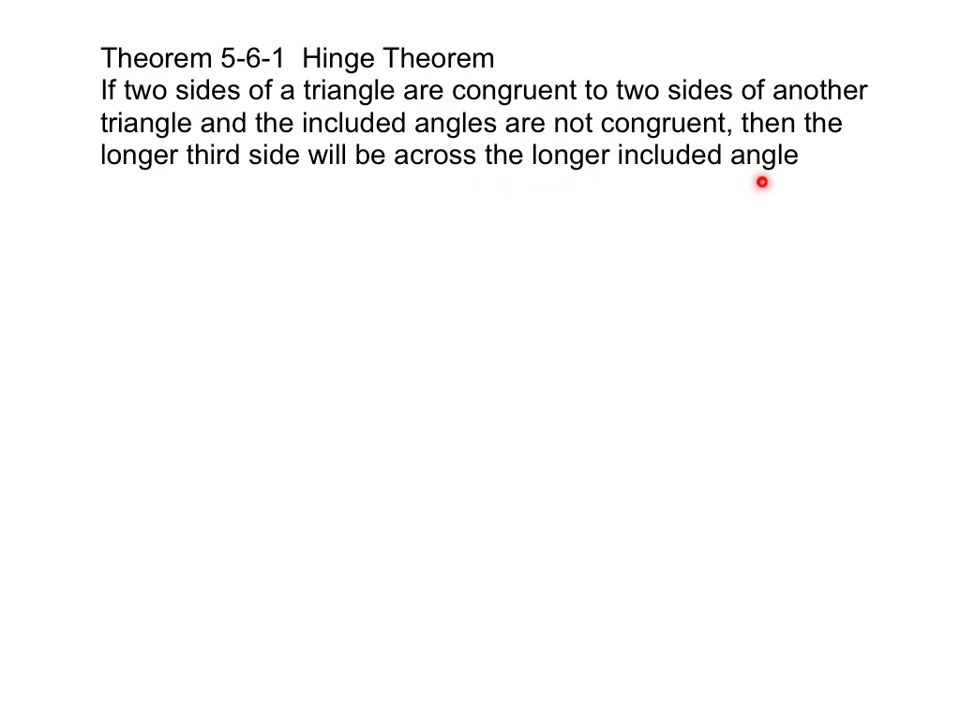 Theorem 5-6-1  Hinge Theorem
If two sides of a triangle are congruent to two sides of another
triangle and the included angles are not congruent, then the
longer third side will be across the longer included angle